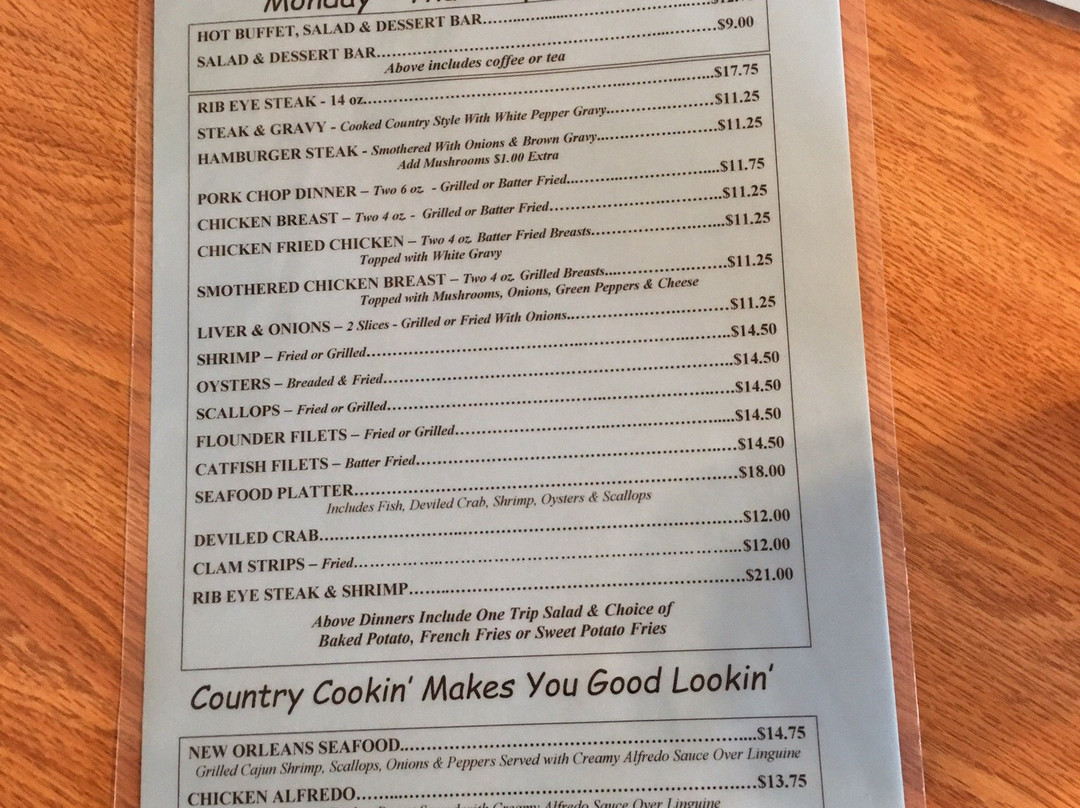 Monday
HOT BUFFET, SALAD & DESSERT BAR
SALAD & DESSERT BAR $9.00
Above includes coffee or tea
RIB EYE STEAK - 14 oz. $17.75
STEAK & GRAVY - Cooked Country Style With White Pepper Gravy $11.25
HAMBURGER STEAK - Smothered With Onions & Brown Gravy $11.25
Add Mushrooms $1.00 Extra
PORK CHOP DINNER – Two 6 oz. - Grilled or Batter Fried $11.75
CHICKEN BREAST – Two 4 oz. - Grilled or Batter Fried $11.25
CHICKEN FRIED CHICKEN – Two 4 oz. Batter Fried Breasts $11.25
Topped with White Gravy
SMOTHERED CHICKEN BREAST – Two 4 oz. Grilled Breasts $11.25
Topped with Mushrooms, Onions, Green Peppers & Cheese
LIVER & ONIONS – 2 Slices - Grilled or Fried With Onions $11.25
SHRIMP – Fried or Grilled $14.50
OYSTERS – Breaded & Fried $14.50
SCALLOPS – Fried or Grilled $14.50
FLOUNDER FILETS – Fried or Grilled $14.50
CATFISH FILETS – Batter Fried $14.50
SEAFOOD PLATTER $18.00
Includes Fish, Deviled Crab, Shrimp, Oysters & Scallops
DEVILED CRAB $12.00
CLAM STRIPS – Fried $12.00
RIB EYE STEAK & SHRIMP $21.00
Above Dinners Include One Trip Salad & Choice of
Baked Potato, French Fries or Sweet Potato Fries
Country Cookin' Makes You Good Lookin'
NEW ORLEANS SEAFOOD $14.75
Grilled Cajun Shrimp, Scallops, Onions & Peppers Served with Creamy Alfredo Sauce Over Linguine
CHICKEN ALFREDO $13.75
with Creamy Alfredo Sauce Over Linguine